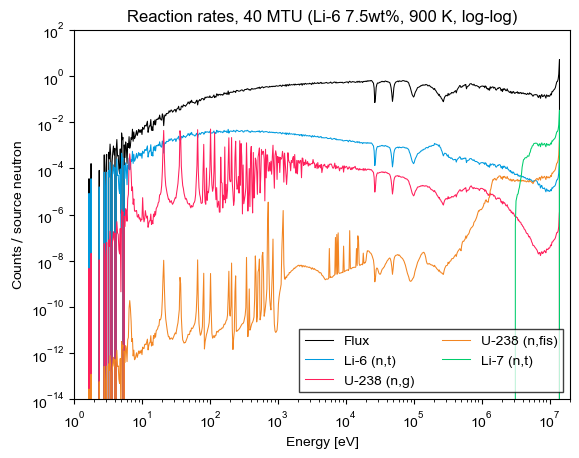 Reaction rates, 40 MTU (Li-6 7.5wt%, 900 K, log-log)
Counts / source neutron
10^2
10^0
10^-2
10^-4
10^-6
10^-8
10^-10
10^-12
10^-14
Flux
Li-6 (n,t)
U-238 (n,g)
U-238 (n,fis)
Li-7 (n,t)
10^0 10^1 10^2 10^3 10^4 10^5 10^6 10^7
Energy [eV]